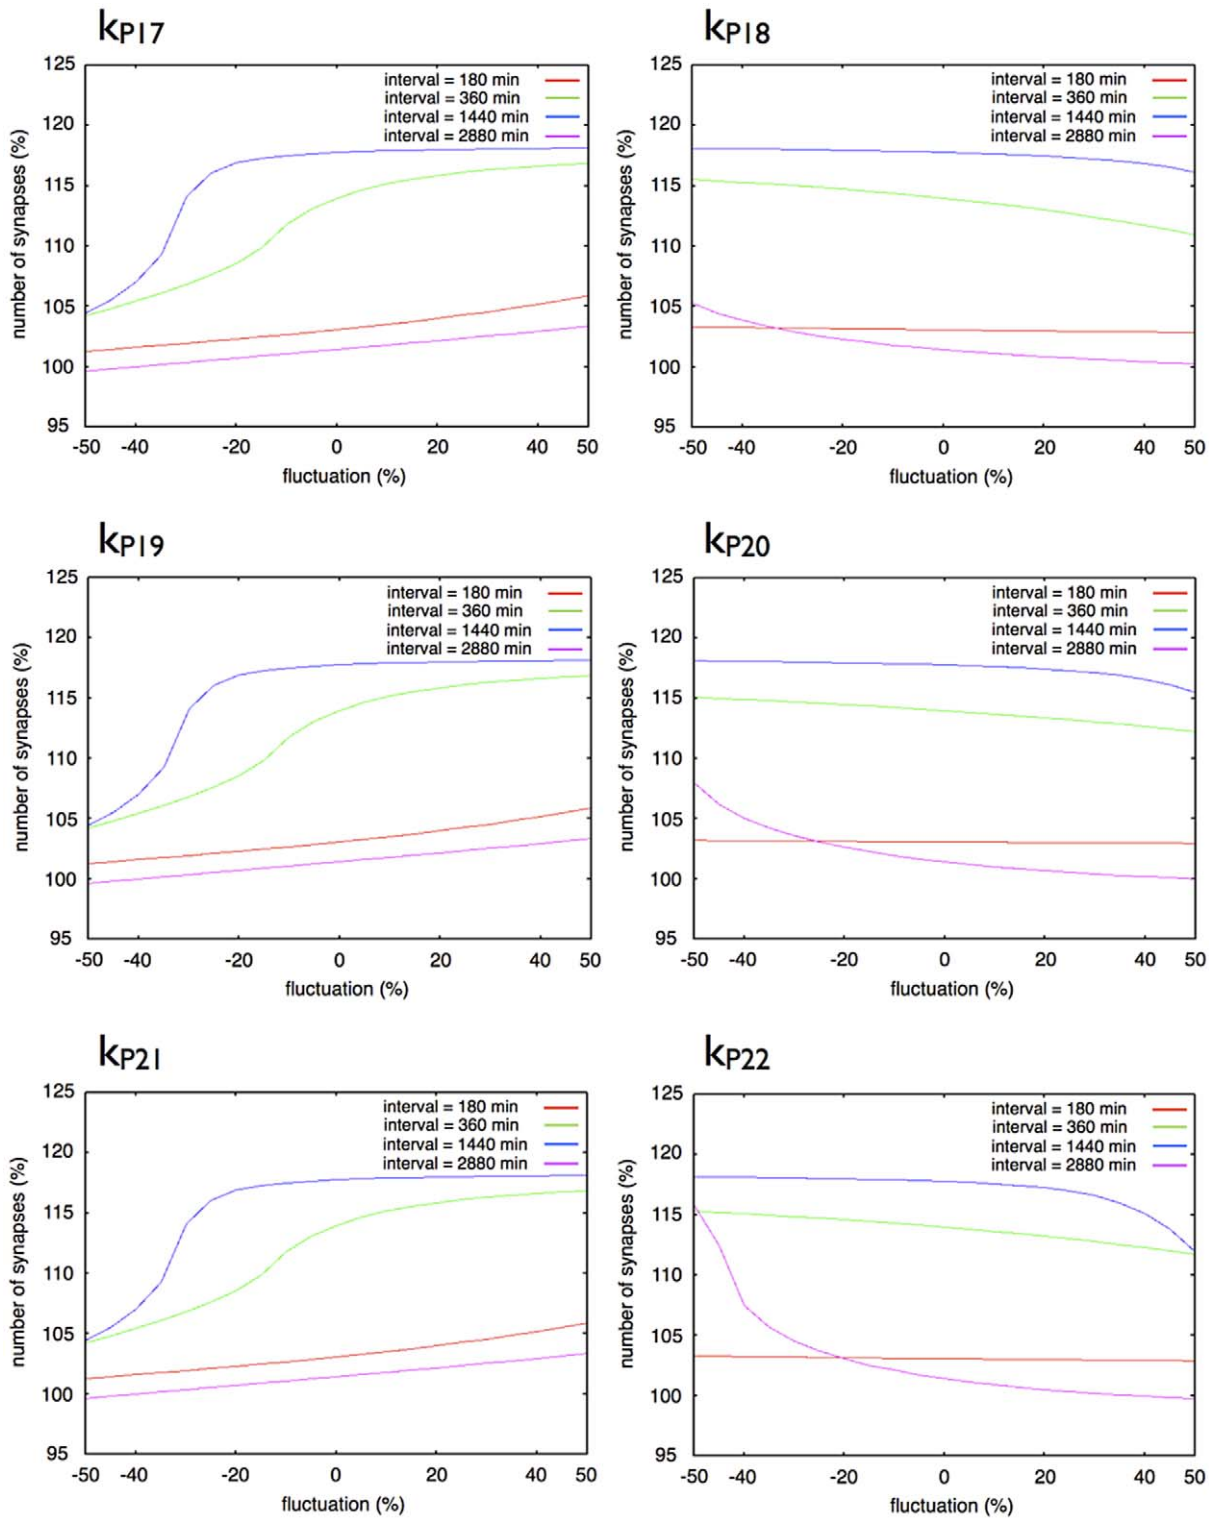 kP17
125
120
115
110
105
100
95
number of synapses (%)
interval = 180 min
interval = 360 min
interval = 1440 min
interval = 2880 min
-50 -40 -20 0 20 40 50
fluctuation (%)
kP18
125
120
115
110
105
100
95
number of synapses (%)
interval = 180 min
interval = 360 min
interval = 1440 min
interval = 2880 min
-50 -40 -20 0 20 40 50
fluctuation (%)
kP19
125
120
115
110
105
100
95
number of synapses (%)
interval = 180 min
interval = 360 min
interval = 1440 min
interval = 2880 min
-50 -40 -20 0 20 40 50
fluctuation (%)
kP20
125
120
115
110
105
100
95
number of synapses (%)
interval = 180 min
interval = 360 min
interval = 1440 min
interval = 2880 min
-50 -40 -20 0 20 40 50
fluctuation (%)
kP21
125
120
115
110
105
100
95
number of synapses (%)
interval = 180 min
interval = 360 min
interval = 1440 min
interval = 2880 min
-50 -40 -20 0 20 40 50
fluctuation (%)
kP22
125
120
115
110
105
100
95
number of synapses (%)
interval = 180 min
interval = 360 min
interval = 1440 min
interval = 2880 min
-50 -40 -20 0 20 40 50
fluctuation (%)